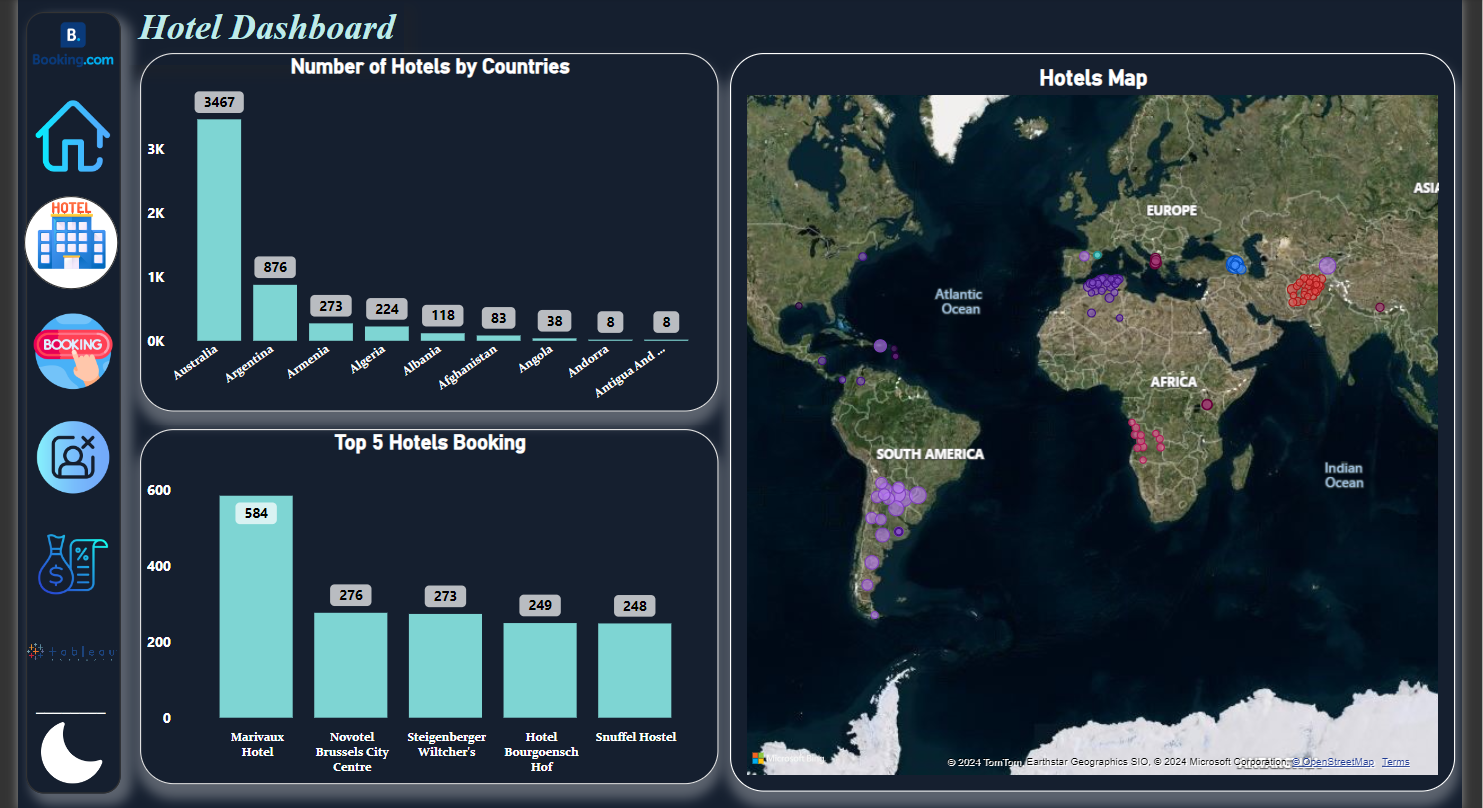 B.
Booking.com
HOTEL
BOOKING
tableau
Hotel Dashboard
Number of Hotels by Countries
3K
2K
1K
0K
3467
876
273
224
118
83
38
8
8
Australia
Argentina
Armenia
Algeria
Albania
Afghanistan
Angola
Andorra
Antigua And ...
Top 5 Hotels Booking
600
400
200
0
584
276
273
249
248
Marivaux
Hotel
Novotel
Brussels City
Centre
Steigenberger
Wiltcher's
Hotel
Bourgoensch
Hof
Snuffel Hostel
Hotels Map
ASIA
EUROPE
Atlantic
Ocean
AFRICA
SOUTH AMERICA
Indian
Ocean
Microsoft Bing
© 2024 TomTom, Earthstar Geographics SIO, © 2024 Microsoft Corporation, © OpenStreetMap Terms